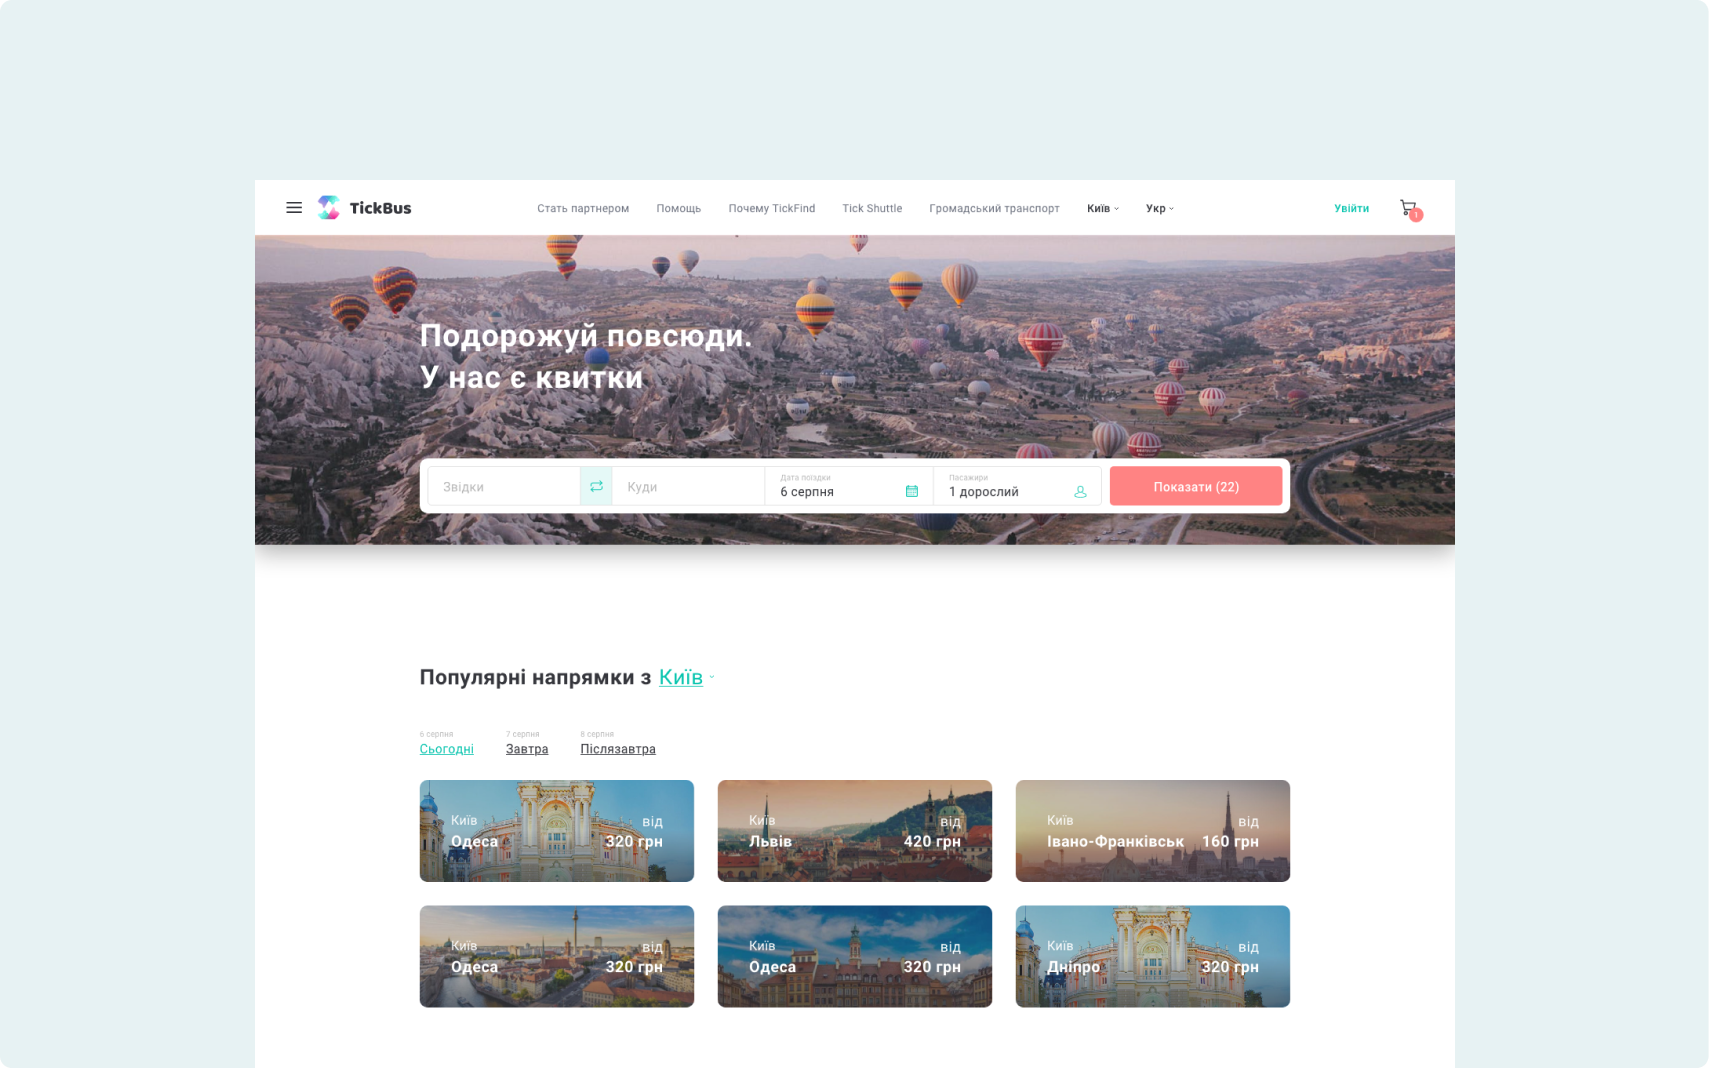 TickBus
Стать партнером
Помощь
Почему TickFind
Tick Shuttle
Громадський транспорт
Київ
Укр
Увійти
1
Подорожуй повсюди.
У нас є квитки
Звідки
Куди
Дата поїздки
6 серпня
Пасажири
1 дорослий
Показати (22)
Популярні напрямки з Київ
6 серпня
Сьогодні
7 серпня
Завтра
8 серпня
Післязавтра
Київ
від
Одеса
320 грн
Київ
від
Львів
420 грн
Київ
від
Івано-Франківськ
160 грн
Київ
від
Одеса
320 грн
Київ
від
Одеса
320 грн
Київ
від
Дніпро
320 грн